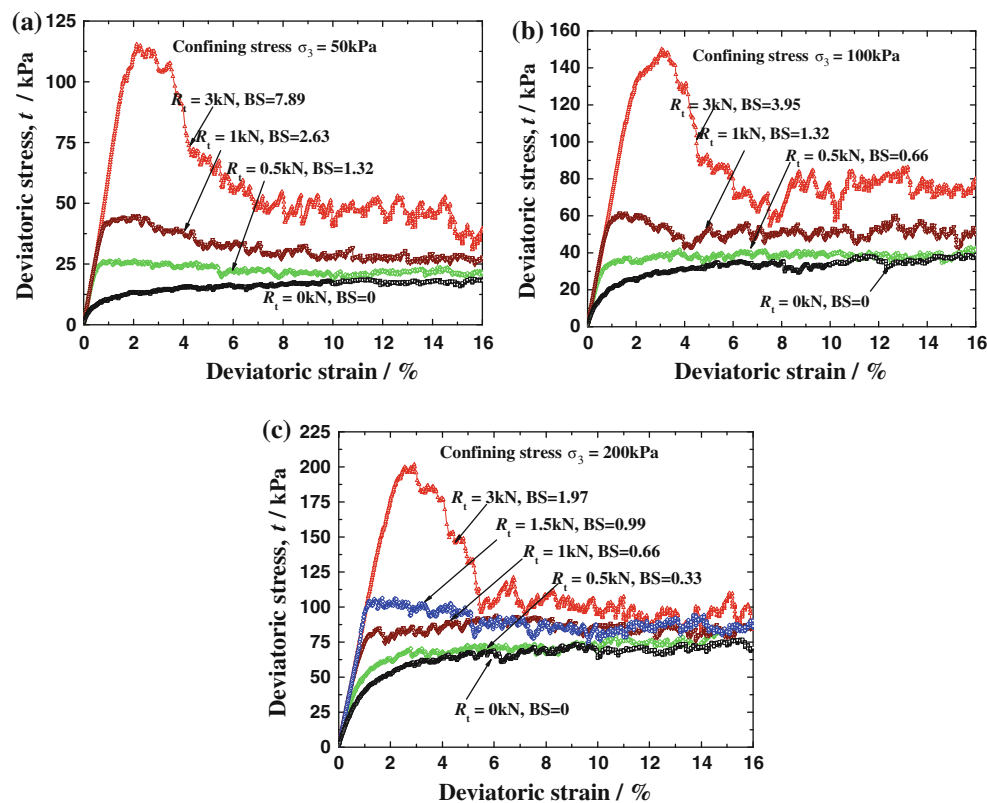 (a)
Confining stress σ3 = 50kPa
Rt = 3kN, BS=7.89
Rt = 1kN, BS=2.63
Rt = 0.5kN, BS=1.32
Rt = 0kN, BS=0
Deviatoric stress, t / kPa
125
100
75
50
25
0
0 2 4 6 8 10 12 14 16
Deviatoric strain / %
(b)
Confining stress σ3 = 100kPa
Rt = 3kN, BS=3.95
Rt = 1kN, BS=1.32
Rt = 0.5kN, BS=0.66
Rt = 0kN, BS=0
Deviatoric stress, t / kPa
160
140
120
100
80
60
40
20
0
0 2 4 6 8 10 12 14 16
Deviatoric strain / %
(c)
Confining stress σ3 = 200kPa
Rt = 3kN, BS=1.97
Rt = 1.5kN, BS=0.99
Rt = 1kN, BS=0.66
Rt = 0.5kN, BS=0.33
Rt = 0kN, BS=0
Deviatoric stress, t / kPa
225
200
175
150
125
100
75
50
25
0
0 2 4 6 8 10 12 14 16
Deviatoric strain / %